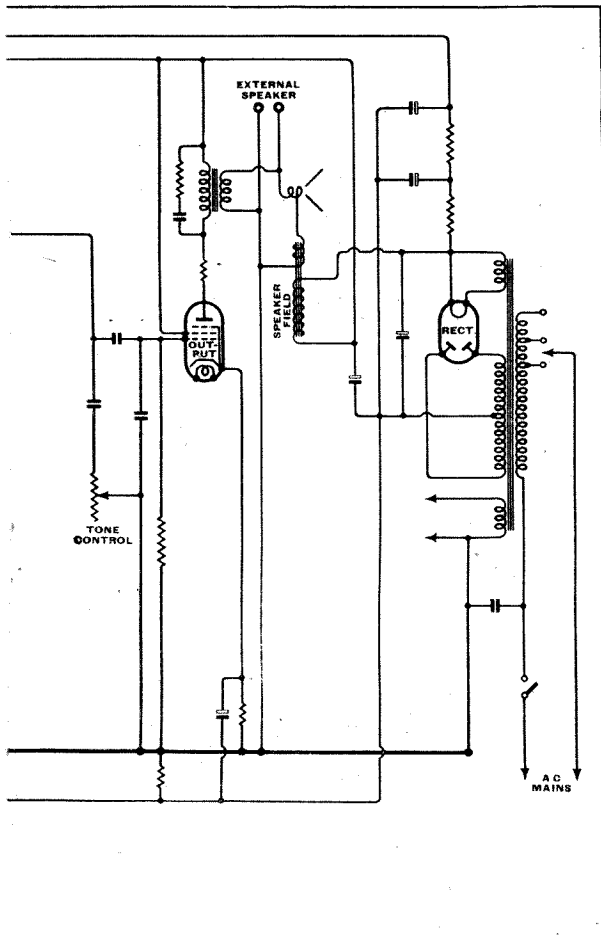 EXTERNAL
SPEAKER
SPEAKER
FIELD
RECT.
OUT-
PUT
TONE
CONTROL
A C
MAINS